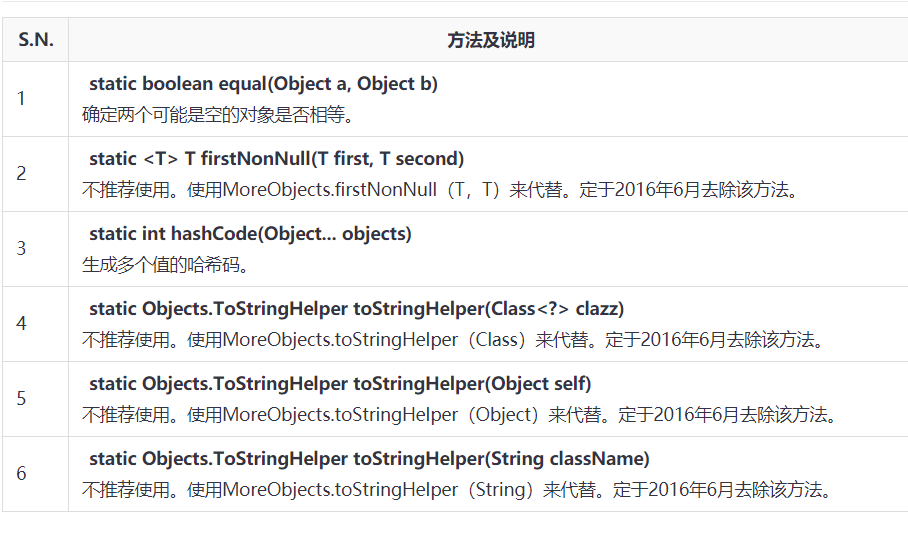 S.N. 方法及说明
1 static boolean equal(Object a, Object b)
确定两个可能是空的对象是否相等。
2 static <T> T firstNonNull(T first, T second)
不推荐使用。使用MoreObjects.firstNonNull（T，T）来代替。定于2016年6月去除该方法。
3 static int hashCode(Object... objects)
生成多个值的哈希码。
4 static Objects.ToStringHelper toStringHelper(Class<?> clazz)
不推荐使用。使用MoreObjects.toStringHelper（Class）来代替。定于2016年6月去除该方法。
5 static Objects.ToStringHelper toStringHelper(Object self)
不推荐使用。使用MoreObjects.toStringHelper（Object）来代替。定于2016年6月去除该方法。
6 static Objects.ToStringHelper toStringHelper(String className)
不推荐使用。使用MoreObjects.toStringHelper（String）来代替。定于2016年6月去除该方法。